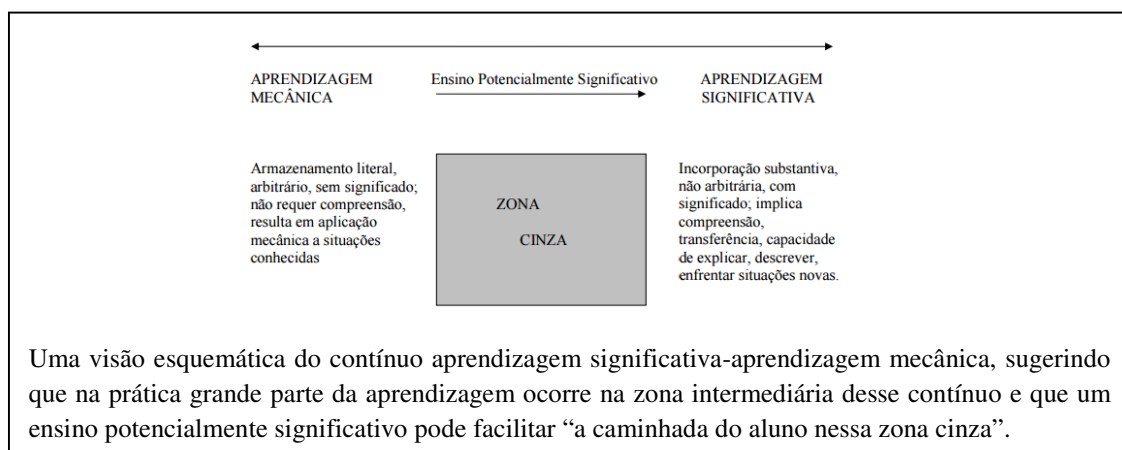 APRENDIZAGEM
MECÂNICA
Ensino Potencialmente Significativo
APRENDIZAGEM
SIGNIFICATIVA
Armazenamento literal,
arbitrário, sem significado;
não requer compreensão,
resulta em aplicação
mecânica a situações
conhecidas
ZONA
CINZA
Incorporação substantiva,
não arbitrária, com
significado; implica
compreensão,
transferência, capacidade
de explicar, descrever,
enfrentar situações novas.
Uma visão esquemática do contínuo aprendizagem significativa-aprendizagem mecânica, sugerindo
que na prática grande parte da aprendizagem ocorre na zona intermediária desse contínuo e que um
ensino potencialmente significativo pode facilitar “a caminhada do aluno nessa zona cinza”.